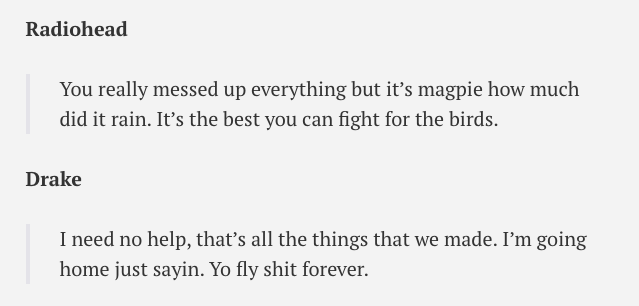 Radiohead
You really messed up everything but it’s magpie how much
did it rain. It’s the best you can fight for the birds.
Drake
I need no help, that’s all the things that we made. I’m going
home just sayin. Yo fly shit forever.